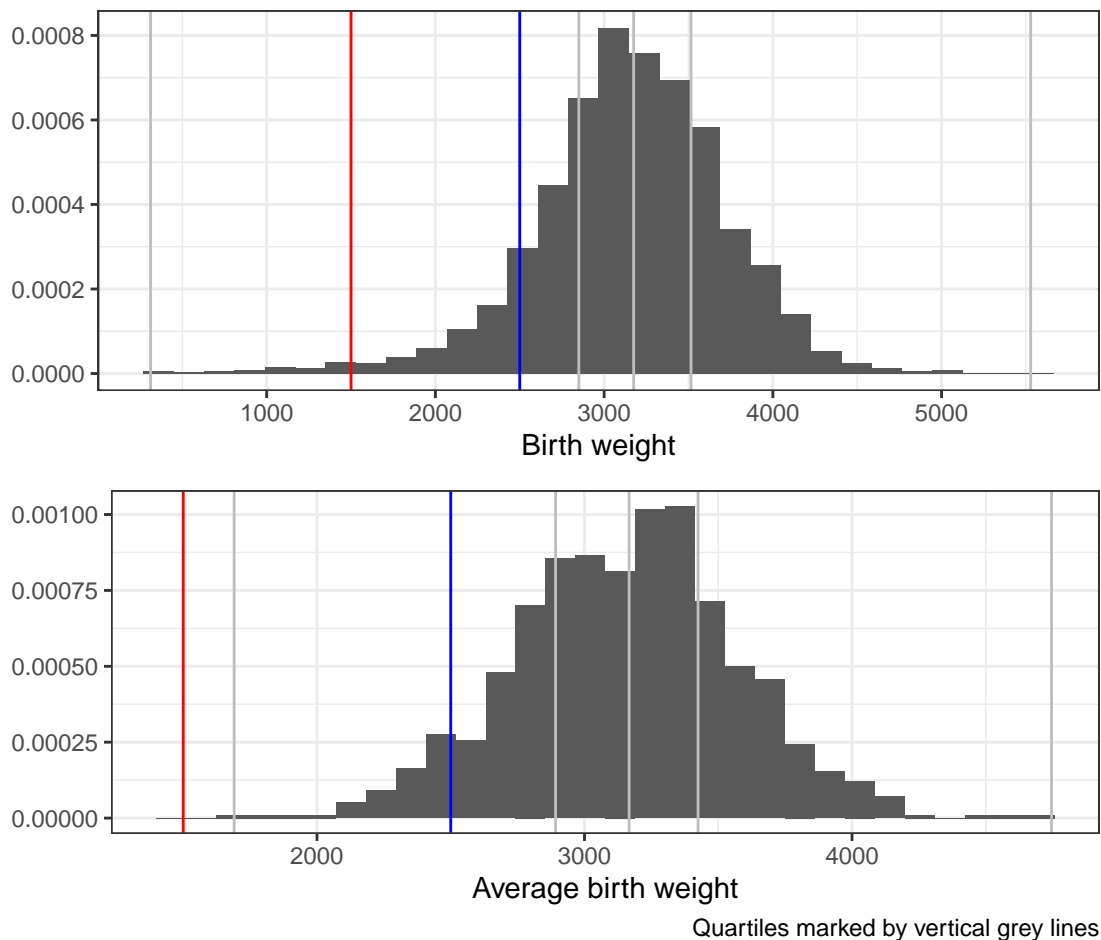 0.0008
0.0006
0.0004
0.0002
0.0000
1000 2000 3000 4000 5000
Birth weight
0.00100
0.00075
0.00050
0.00025
0.00000
2000 3000 4000
Average birth weight
Quartiles marked by vertical grey lines